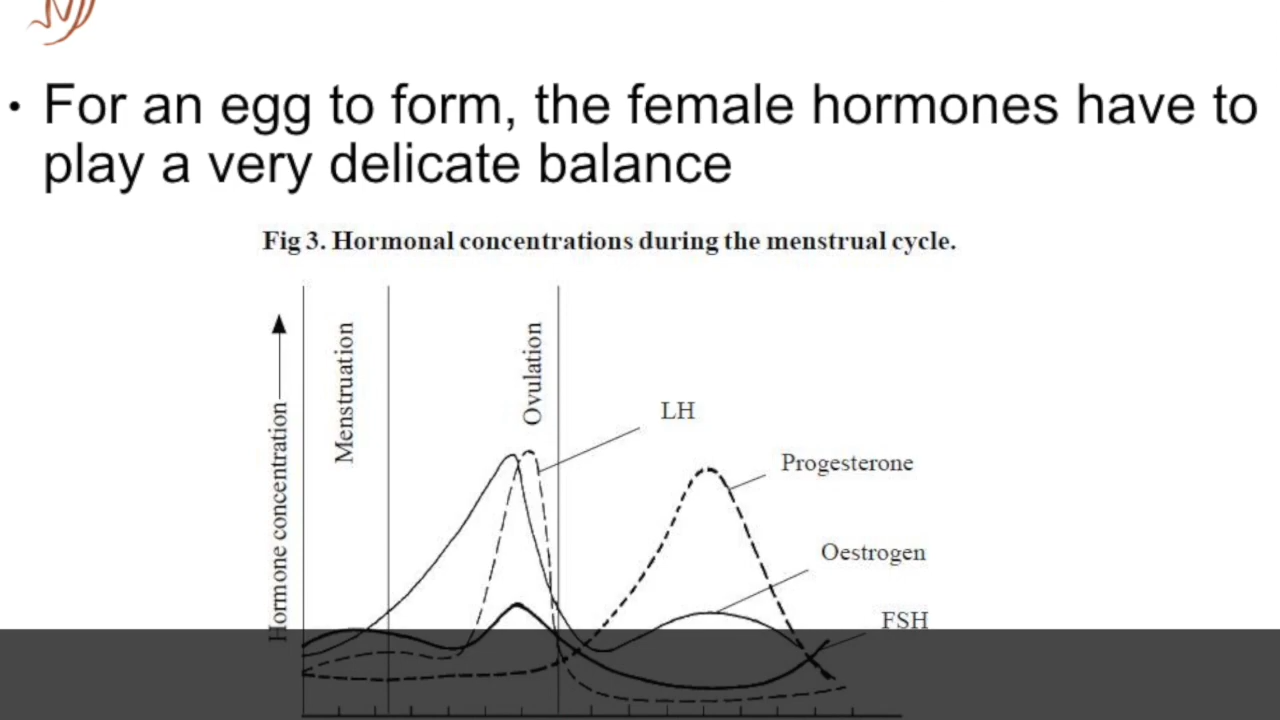 • For an egg to form, the female hormones have to
play a very delicate balance
Fig 3. Hormonal concentrations during the menstrual cycle.
Hormone concentration
Menstruation
Ovulation
LH
Progesterone
Oestrogen
FSH